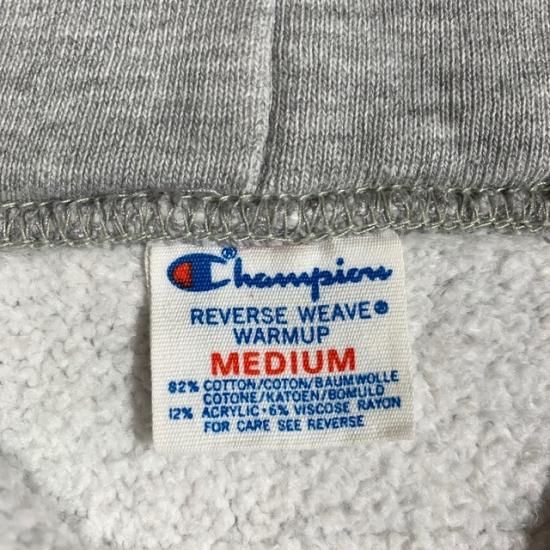 Champion®
REVERSE WEAVE®
WARMUP
MEDIUM
82% COTTON/COTON/BAUMWOLLE
COTONE/KATOEN/BOMULD
12% ACRYLIC · 6% VISCOSE RAYON
FOR CARE SEE REVERSE